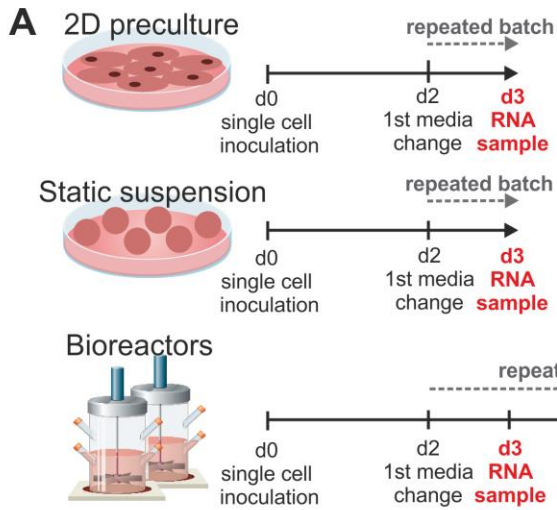 A
2D preculture
repeated batch
d0
single cell
inoculation
d2
1st media
change
d3
RNA
sample
Static suspension
repeated batch
d0
single cell
inoculation
d2
1st media
change
d3
RNA
sample
Bioreactors
repeat
d0
single cell
inoculation
d2
1st media
change
d3
RNA
sample